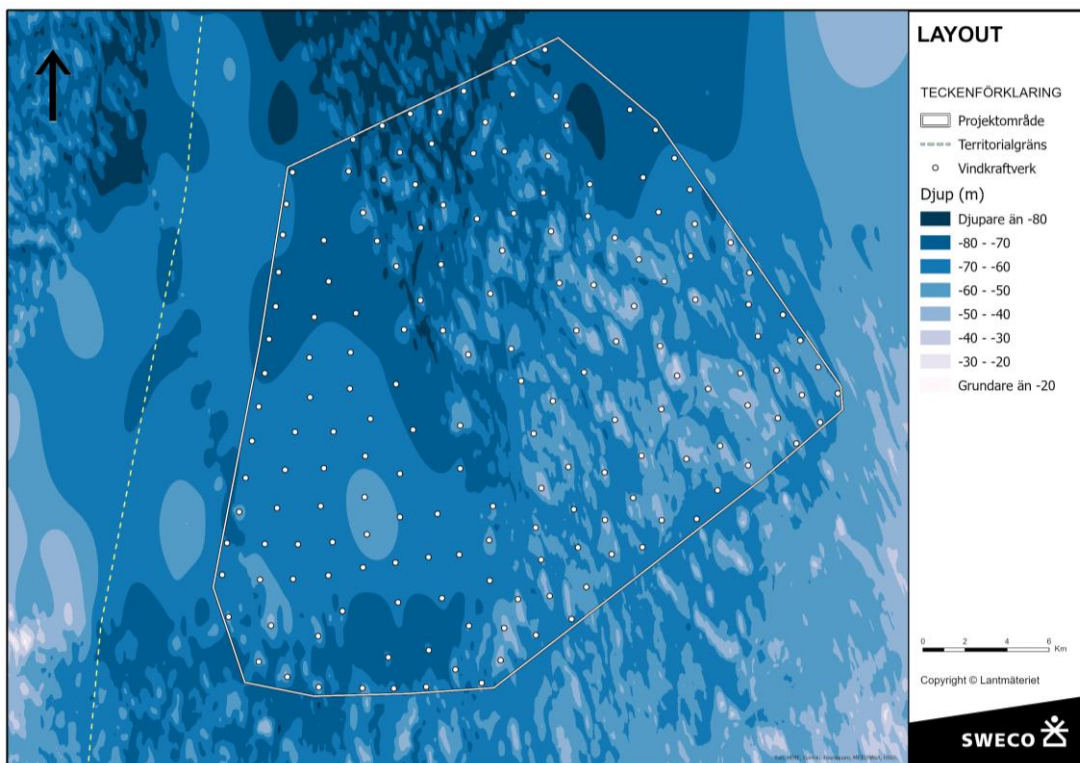 LAYOUT
TECKENFÖRKLARING
Projektområde
Territorialgräns
Vindkraftverk
Djup (m)
Djupare än -80
-80 - -70
-70 - -60
-60 - -50
-50 - -40
-40 - -30
-30 - -20
Grundare än -20
0 2 4 6
Km
Copyright © Lantmäteriet
SWECO